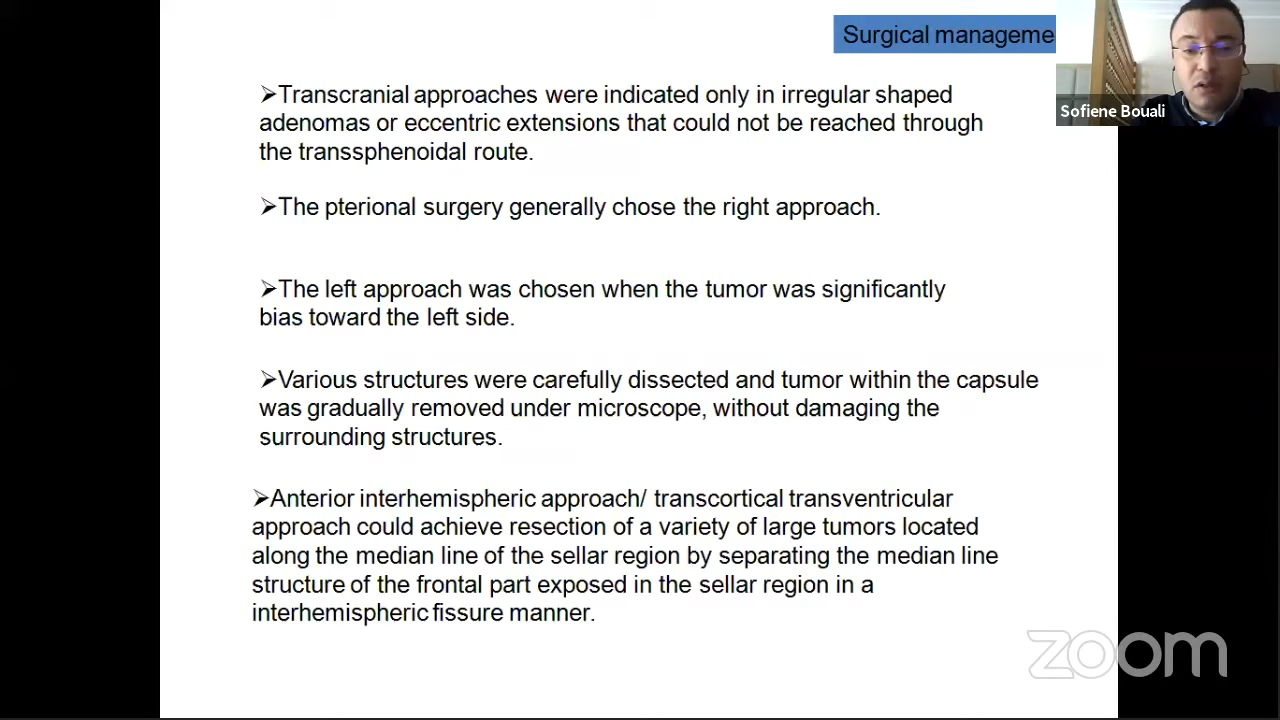 Surgical manageme
Sofiene Bouali
➢Transcranial approaches were indicated only in irregular shaped
adenomas or eccentric extensions that could not be reached through
the transsphenoidal route.
➢The pterional surgery generally chose the right approach.
➢The left approach was chosen when the tumor was significantly
bias toward the left side.
➢Various structures were carefully dissected and tumor within the capsule
was gradually removed under microscope, without damaging the
surrounding structures.
➢Anterior interhemispheric approach/ transcortical transventricular
approach could achieve resection of a variety of large tumors located
along the median line of the sellar region by separating the median line
structure of the frontal part exposed in the sellar region in a
interhemispheric fissure manner.
zoom